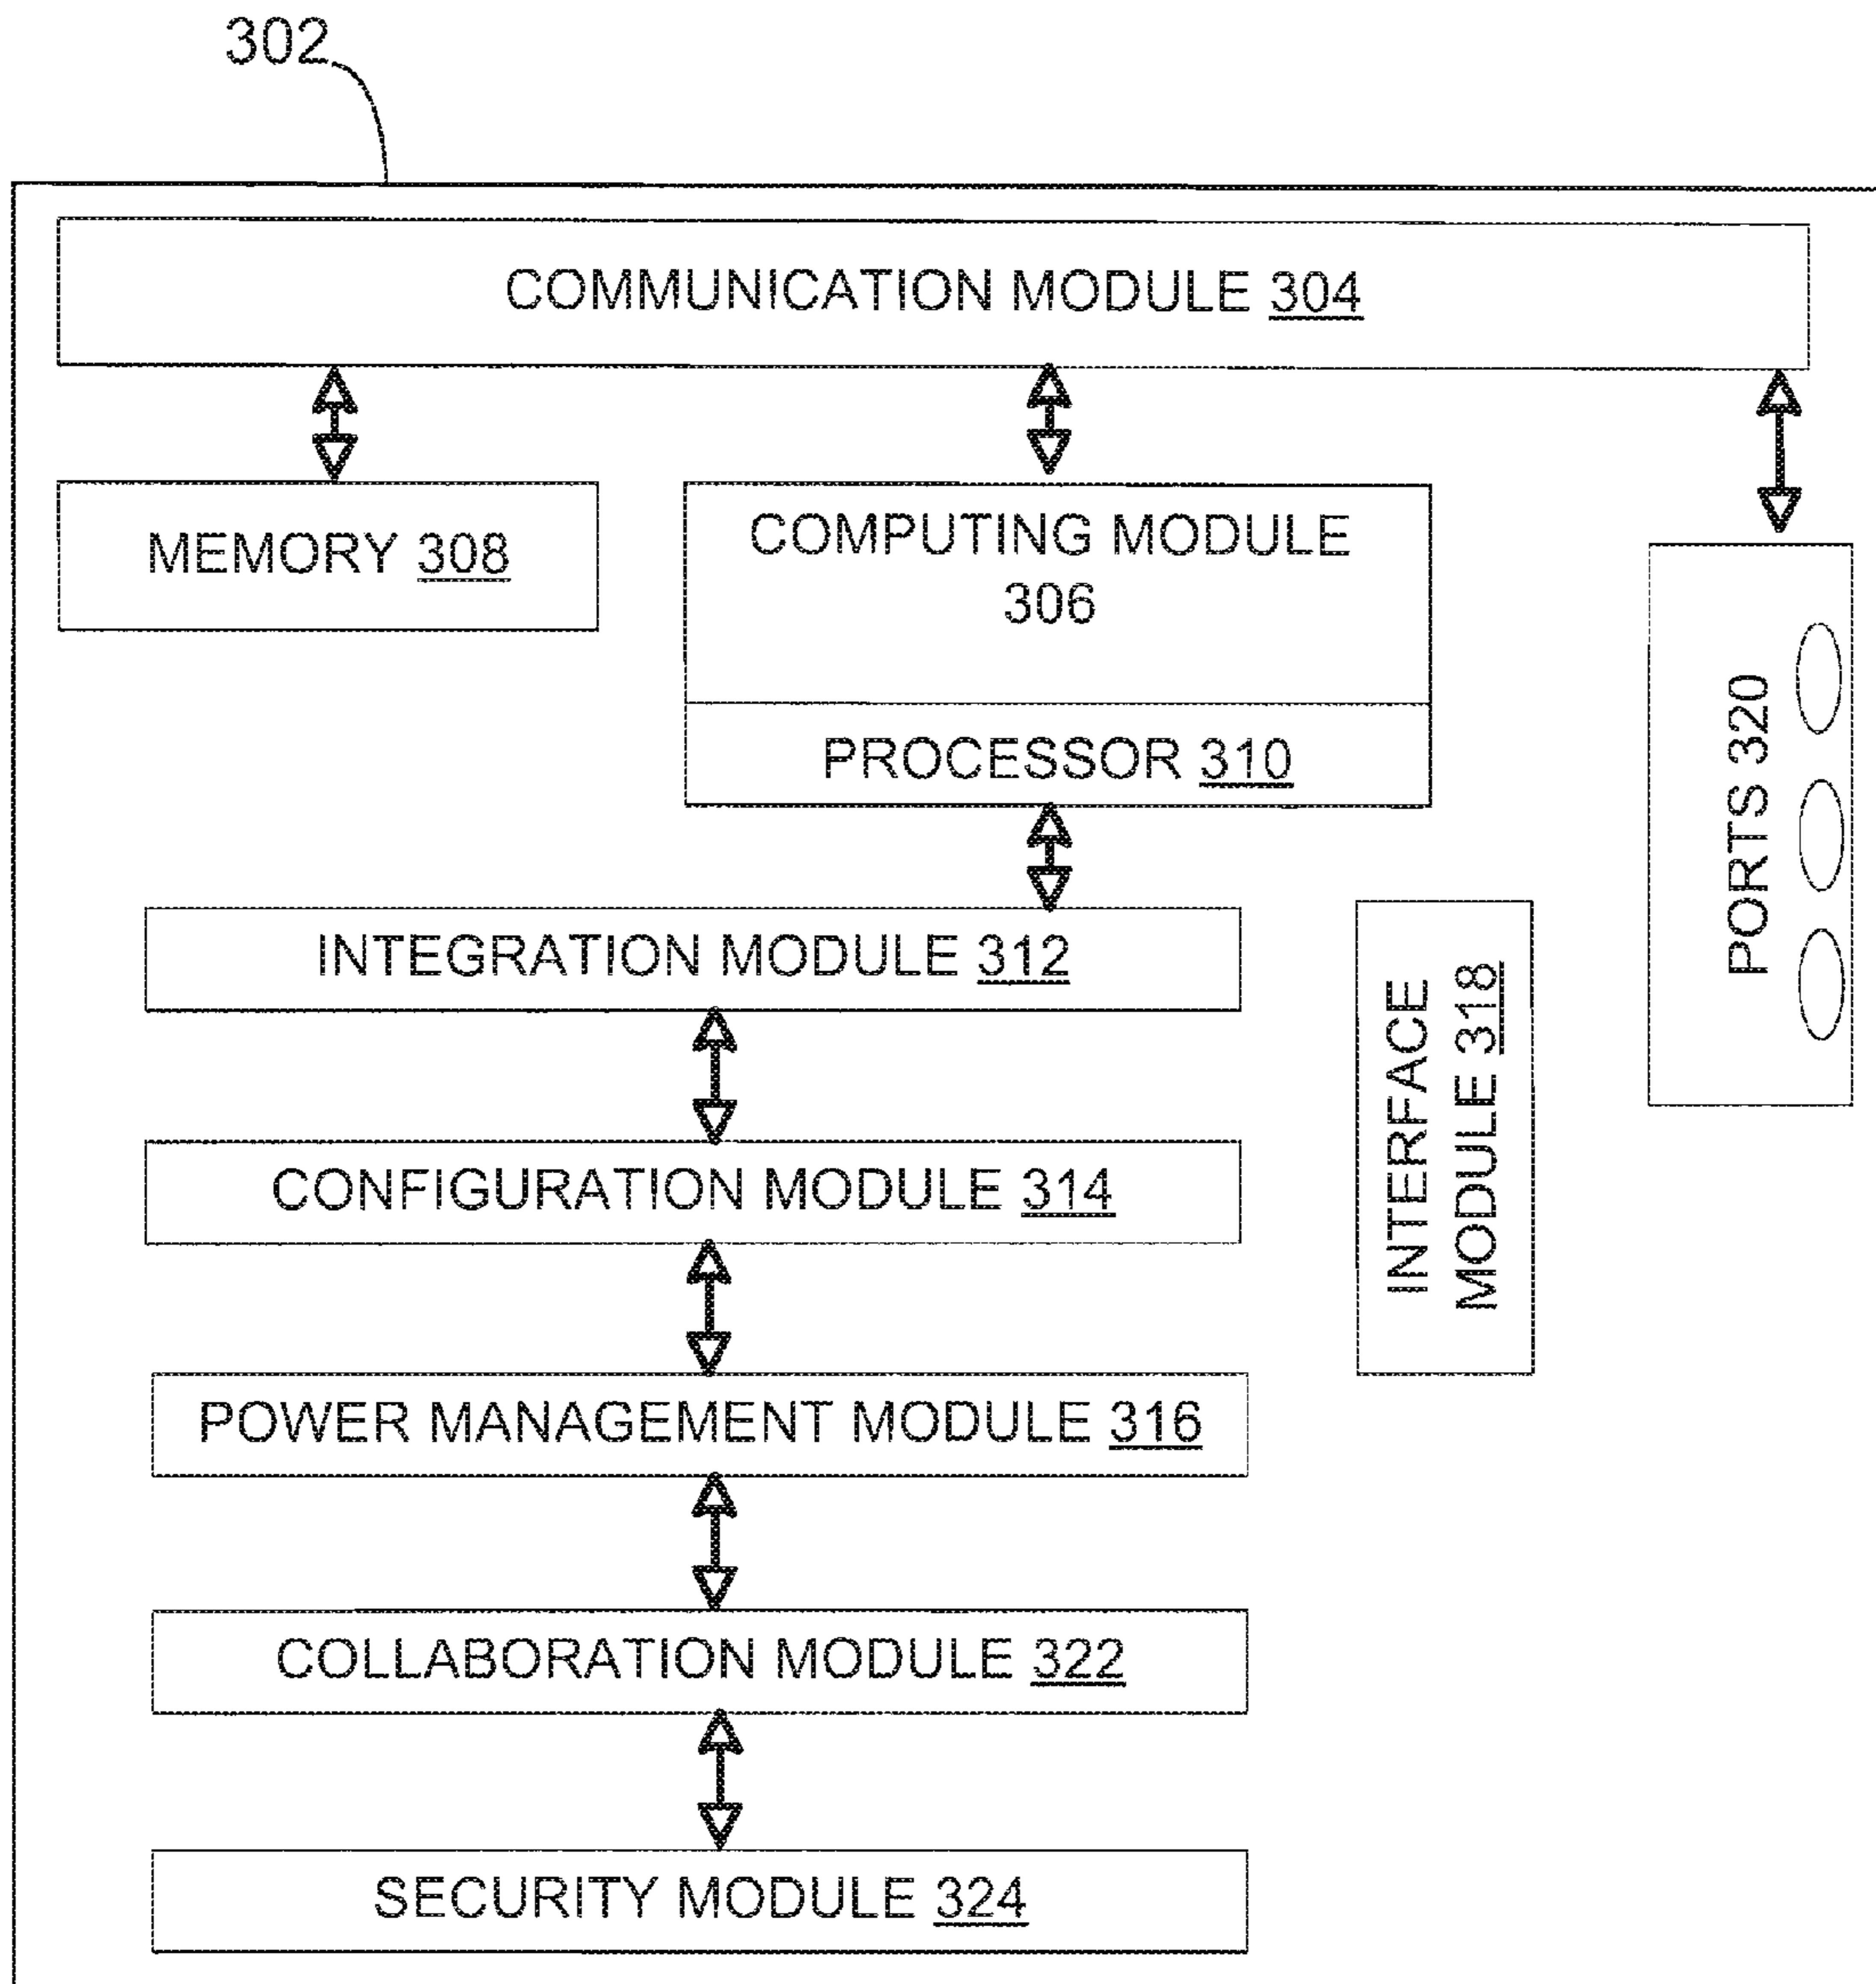 302
COMMUNICATION MODULE 304
MEMORY 308
COMPUTING MODULE
306
PROCESSOR 310
PORTS 320
INTEGRATION MODULE 312
INTERFACE
MODULE 318
CONFIGURATION MODULE 314
POWER MANAGEMENT MODULE 316
COLLABORATION MODULE 322
SECURITY MODULE 324